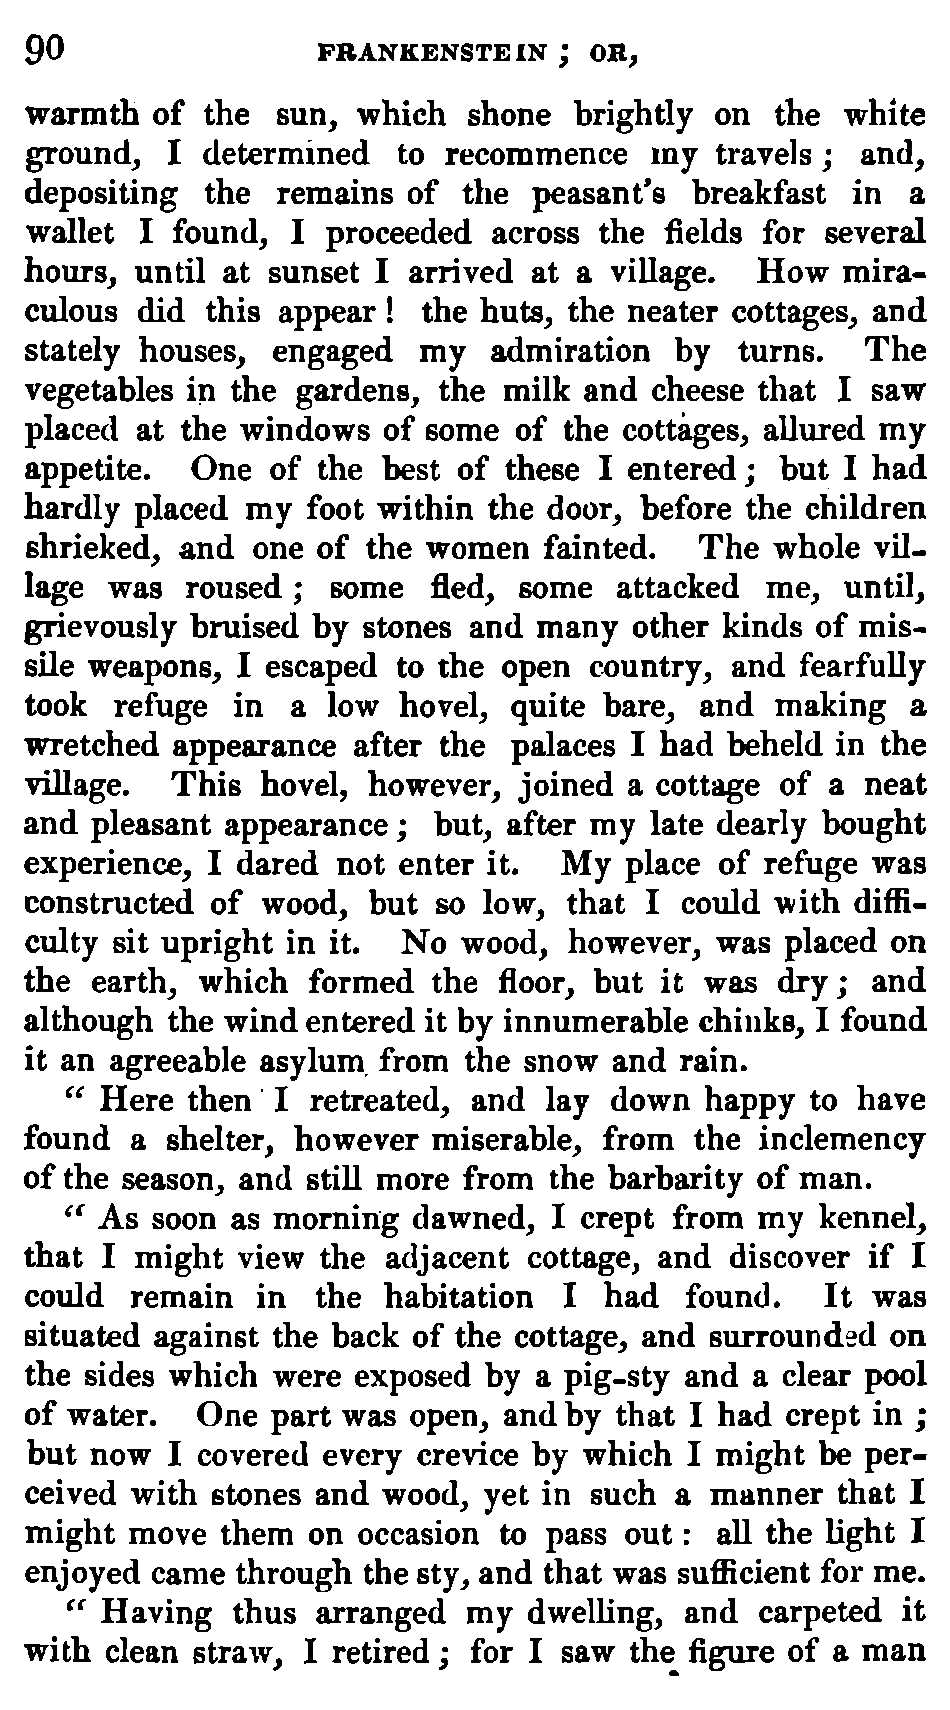 90 FRANKENSTEIN ; OR,
warmth of the sun, which shone brightly on the white
ground, I determined to recommence my travels ; and,
depositing the remains of the peasant's breakfast in a
wallet I found, I proceeded across the fields for several
hours, until at sunset I arrived at a village. How mira-
culous did this appear ! the huts, the neater cottages, and
stately houses, engaged my admiration by turns. The
vegetables in the gardens, the milk and cheese that I saw
placed at the windows of some of the cottages, allured my
appetite. One of the best of these I entered ; but I had
hardly placed my foot within the door, before the children
shrieked, and one of the women fainted. The whole vil-
lage was roused ; some fled, some attacked me, until,
grievously bruised by stones and many other kinds of mis-
sile weapons, I escaped to the open country, and fearfully
took refuge in a low hovel, quite bare, and making a
wretched appearance after the palaces I had beheld in the
village. This hovel, however, joined a cottage of a neat
and pleasant appearance ; but, after my late dearly bought
experience, I dared not enter it. My place of refuge was
constructed of wood, but so low, that I could with diffi-
culty sit upright in it. No wood, however, was placed on
the earth, which formed the floor, but it was dry ; and
although the wind entered it by innumerable chinks, I found
it an agreeable asylum from the snow and rain.
“ Here then I retreated, and lay down happy to have
found a shelter, however miserable, from the inclemency
of the season, and still more from the barbarity of man.
“ As soon as morning dawned, I crept from my kennel,
that I might view the adjacent cottage, and discover if I
could remain in the habitation I had found. It was
situated against the back of the cottage, and surrounded on
the sides which were exposed by a pig-sty and a clear pool
of water. One part was open, and by that I had crept in ;
but now I covered every crevice by which I might be per-
ceived with stones and wood, yet in such a manner that I
might move them on occasion to pass out : all the light I
enjoyed came through the sty, and that was sufficient for me.
“ Having thus arranged my dwelling, and carpeted it
with clean straw, I retired ; for I saw the figure of a man